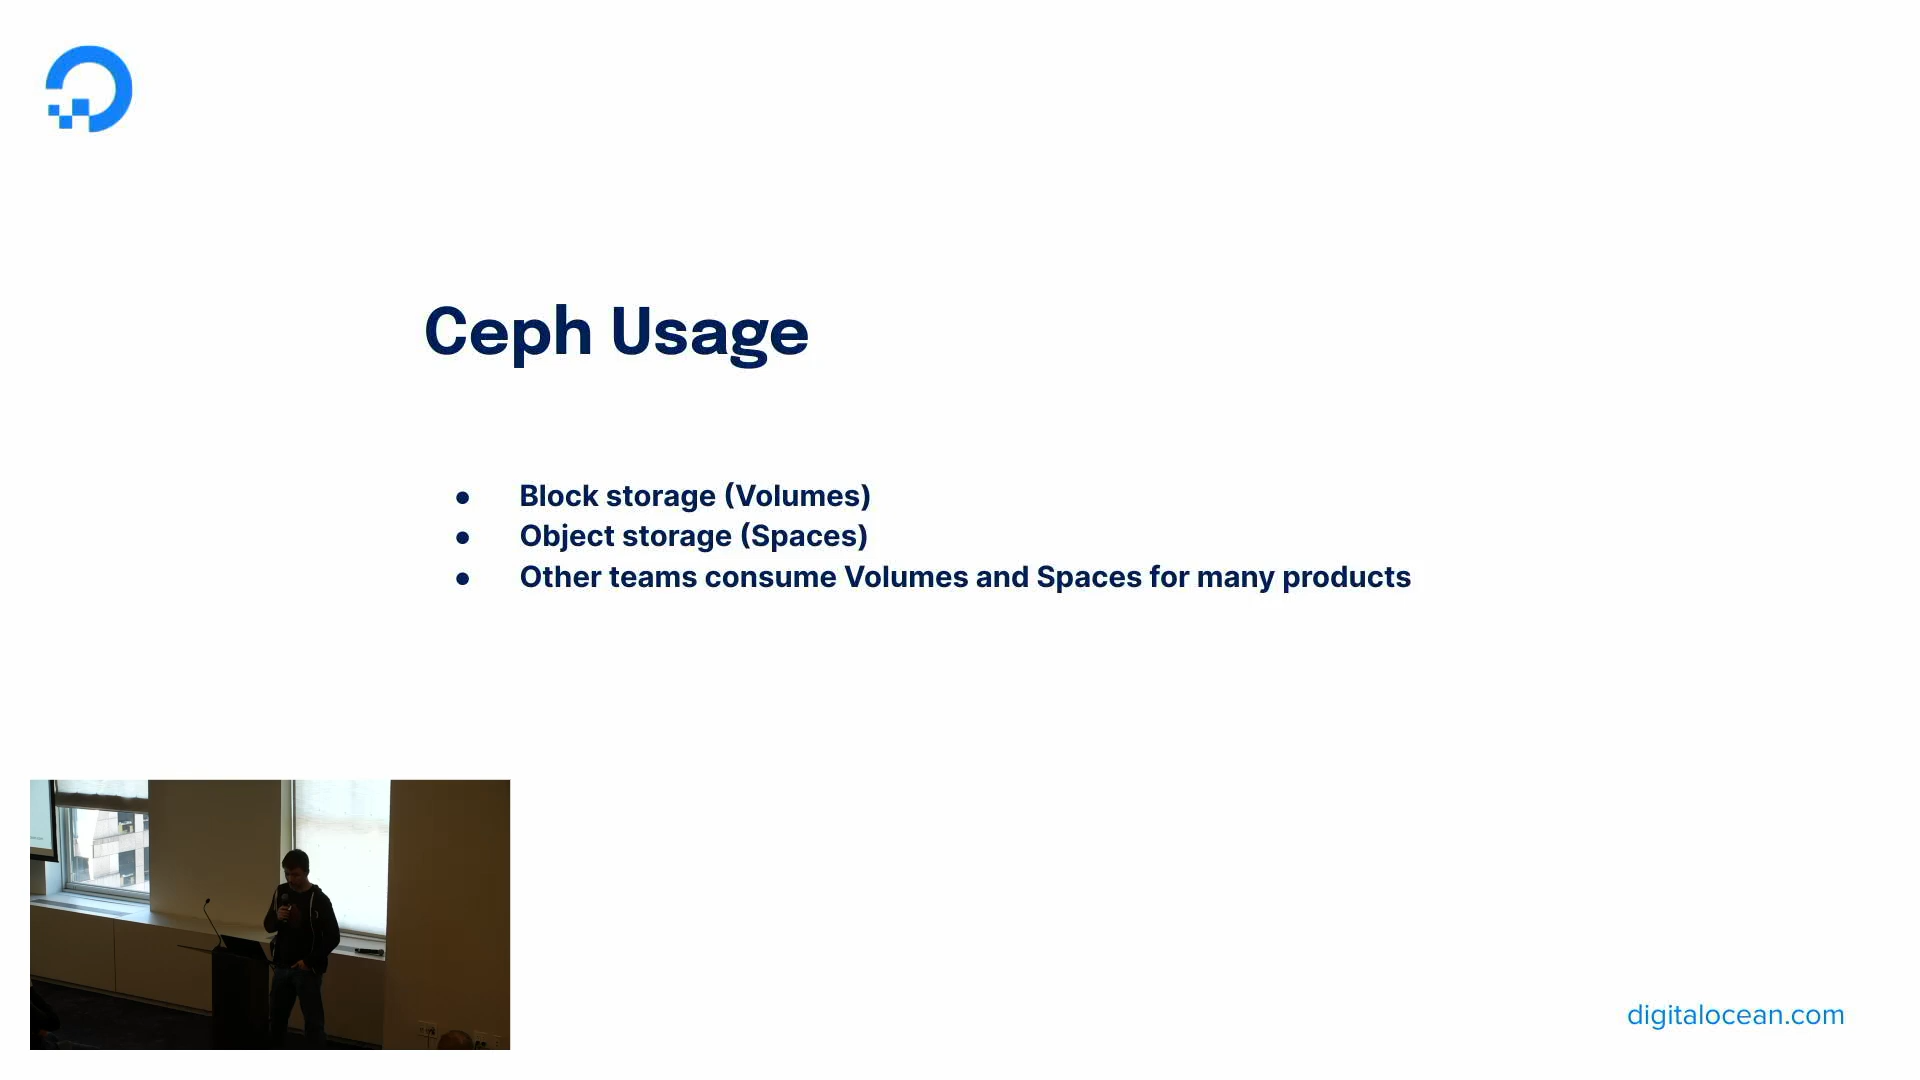 Ceph Usage
● Block storage (Volumes)
● Object storage (Spaces)
● Other teams consume Volumes and Spaces for many products
digitalocean.com